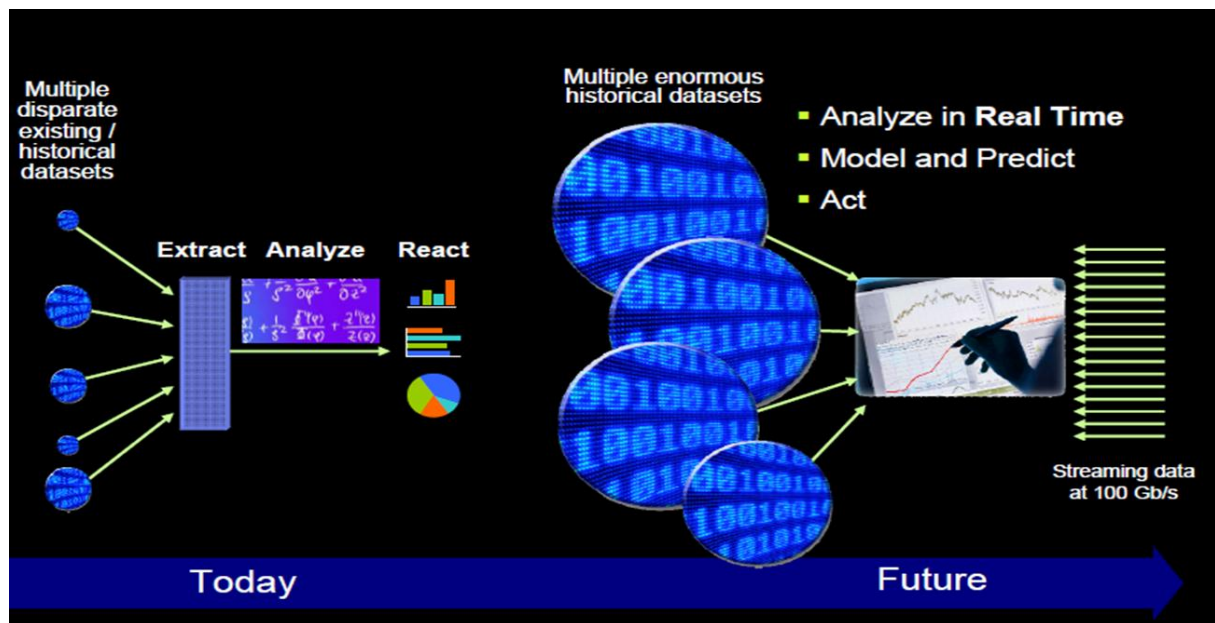 Multiple
disparate
existing /
historical
datasets
Extract
Analyze
React
Multiple enormous
historical datasets
▪ Analyze in Real Time
▪ Model and Predict
▪ Act
Streaming data
at 100 Gb/s
Today
Future